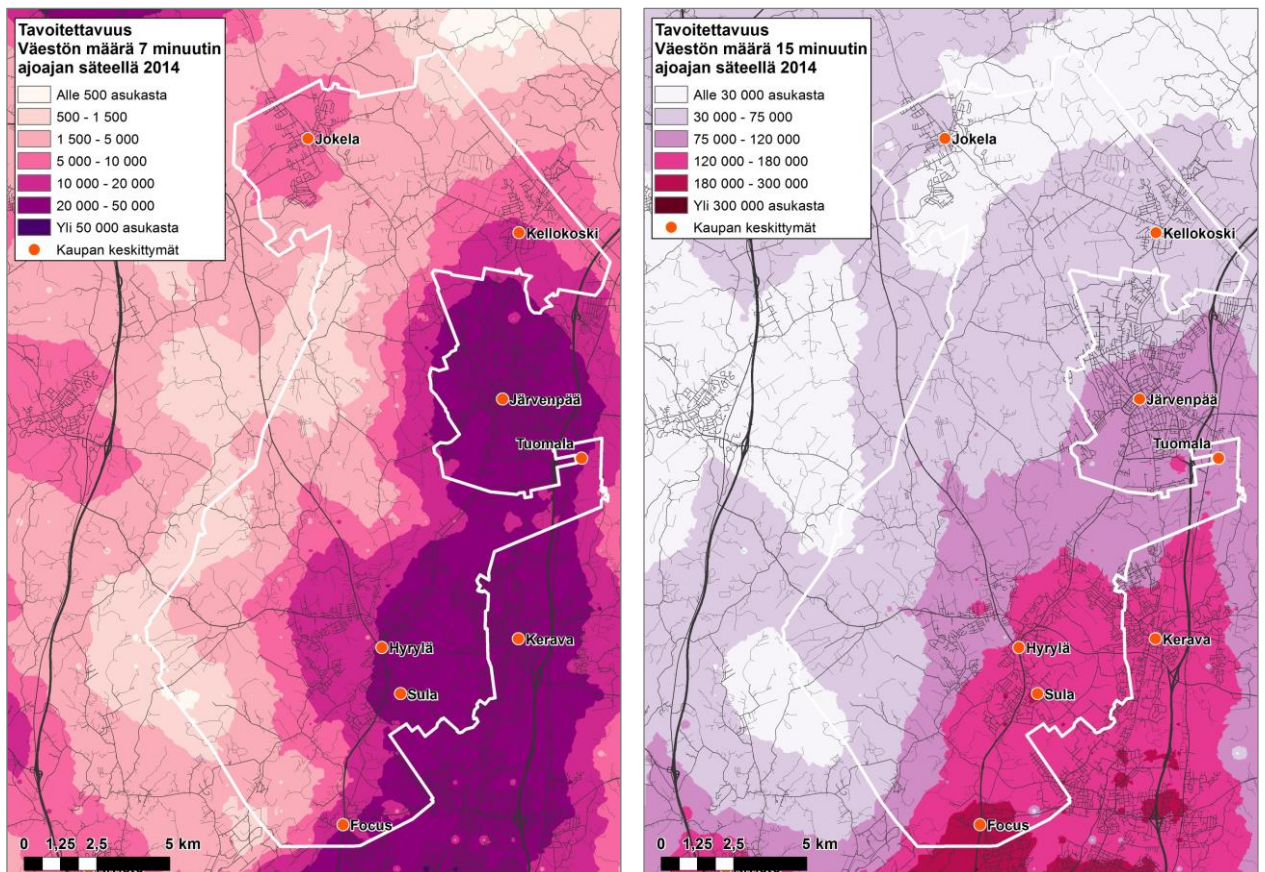 Tavoitettavuus
Väestön määrä 7 minuutin
ajoajan säteellä 2014
Alle 500 asukasta
500 - 1 500
1 500 - 5 000
5 000 - 10 000
10 000 - 20 000
20 000 - 50 000
Yli 50 000 asukasta
Kaupan keskittymät
Jokela
Kellokoski
Järvenpää
Tuomala
Hyrylä
Kerava
Sula
Focus
0 1,25 2,5 5 km
Tavoitettavuus
Väestön määrä 15 minuutin
ajoajan säteellä 2014
Alle 30 000 asukasta
30 000 - 75 000
75 000 - 120 000
120 000 - 180 000
180 000 - 300 000
Yli 300 000 asukasta
Kaupan keskittymät
Jokela
Kellokoski
Järvenpää
Tuomala
Hyrylä
Kerava
Sula
Focus
0 1,25 2,5 5 km